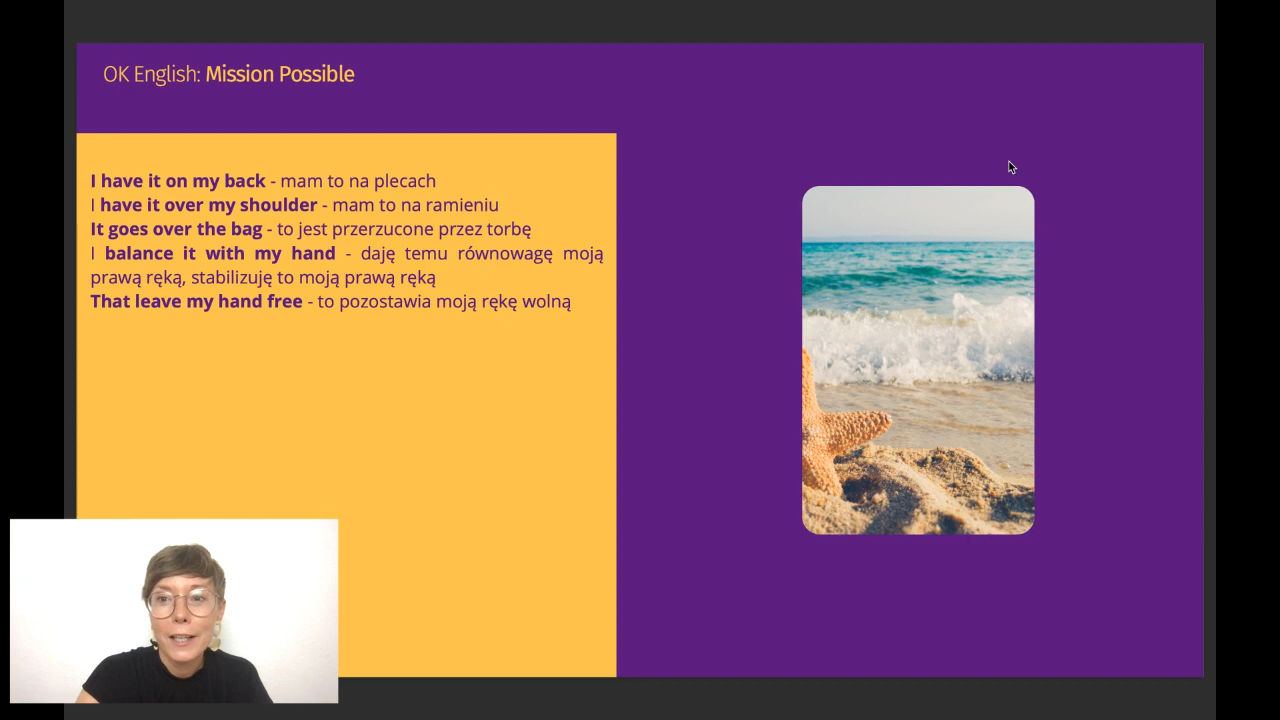 OK English: Mission Possible
I have it on my back - mam to na plecach
I have it over my shoulder - mam to na ramieniu
It goes over the bag - to jest przerzucone przez torbę
I balance it with my hand - daję temu równowagę moją
prawą ręką, stabilizuję to moją prawą ręką
That leave my hand free - to pozostawia moją rękę wolną